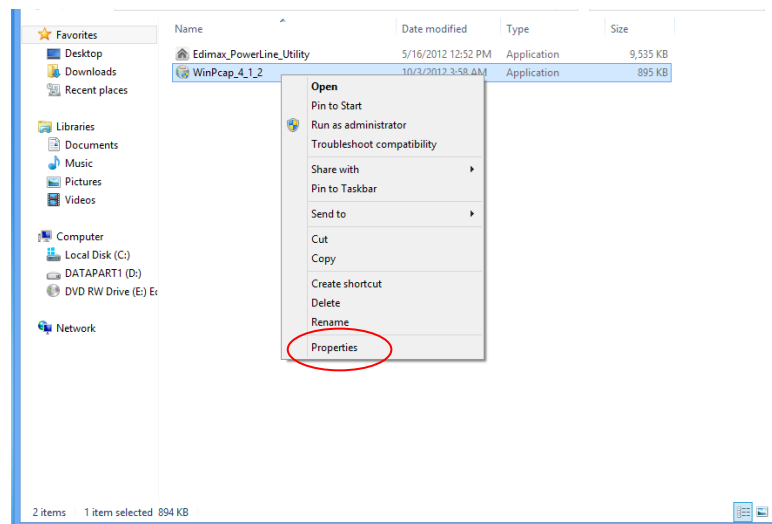 Name Date modified Type Size
Favorites
Desktop
Downloads
Recent places
Libraries
Documents
Music
Pictures
Videos
Computer
Local Disk (C:)
DATAPART1 (D:)
DVD RW Drive (E:) Ed
Network
Edimax_PowerLine_Utility 5/16/2012 12:52 PM Application 9,535 KB
WinPcap_4_1_2 10/3/2012 3:58 AM Application 895 KB
Open
Pin to Start
Run as administrator
Troubleshoot compatibility
Share with
Pin to Taskbar
Send to
Cut
Copy
Create shortcut
Delete
Rename
Properties
2 items 1 item selected 894 KB